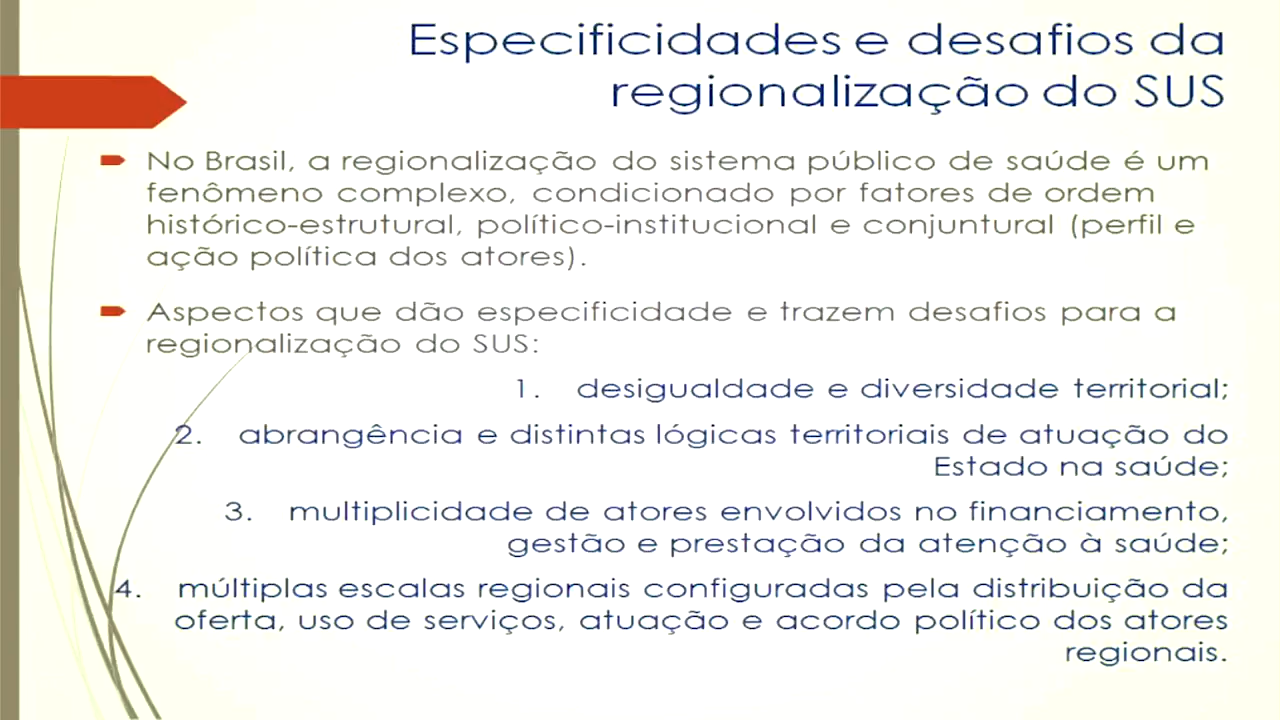 Especificidades e desafios da
regionalização do SUS
No Brasil, a regionalização do sistema público de saúde é um
fenômeno complexo, condicionado por fatores de ordem
histórico-estrutural, político-institucional e conjuntural (perfil e
ação política dos atores).
Aspectos que dão especificidade e trazem desafios para a
regionalização do SUS:
1. desigualdade e diversidade territorial;
2. abrangência e distintas lógicas territoriais de atuação do
Estado na saúde;
3. multiplicidade de atores envolvidos no financiamento,
gestão e prestação da atenção à saúde;
4. múltiplas escalas regionais configuradas pela distribuição da
oferta, uso de serviços, atuação e acordo político dos atores
regionais.